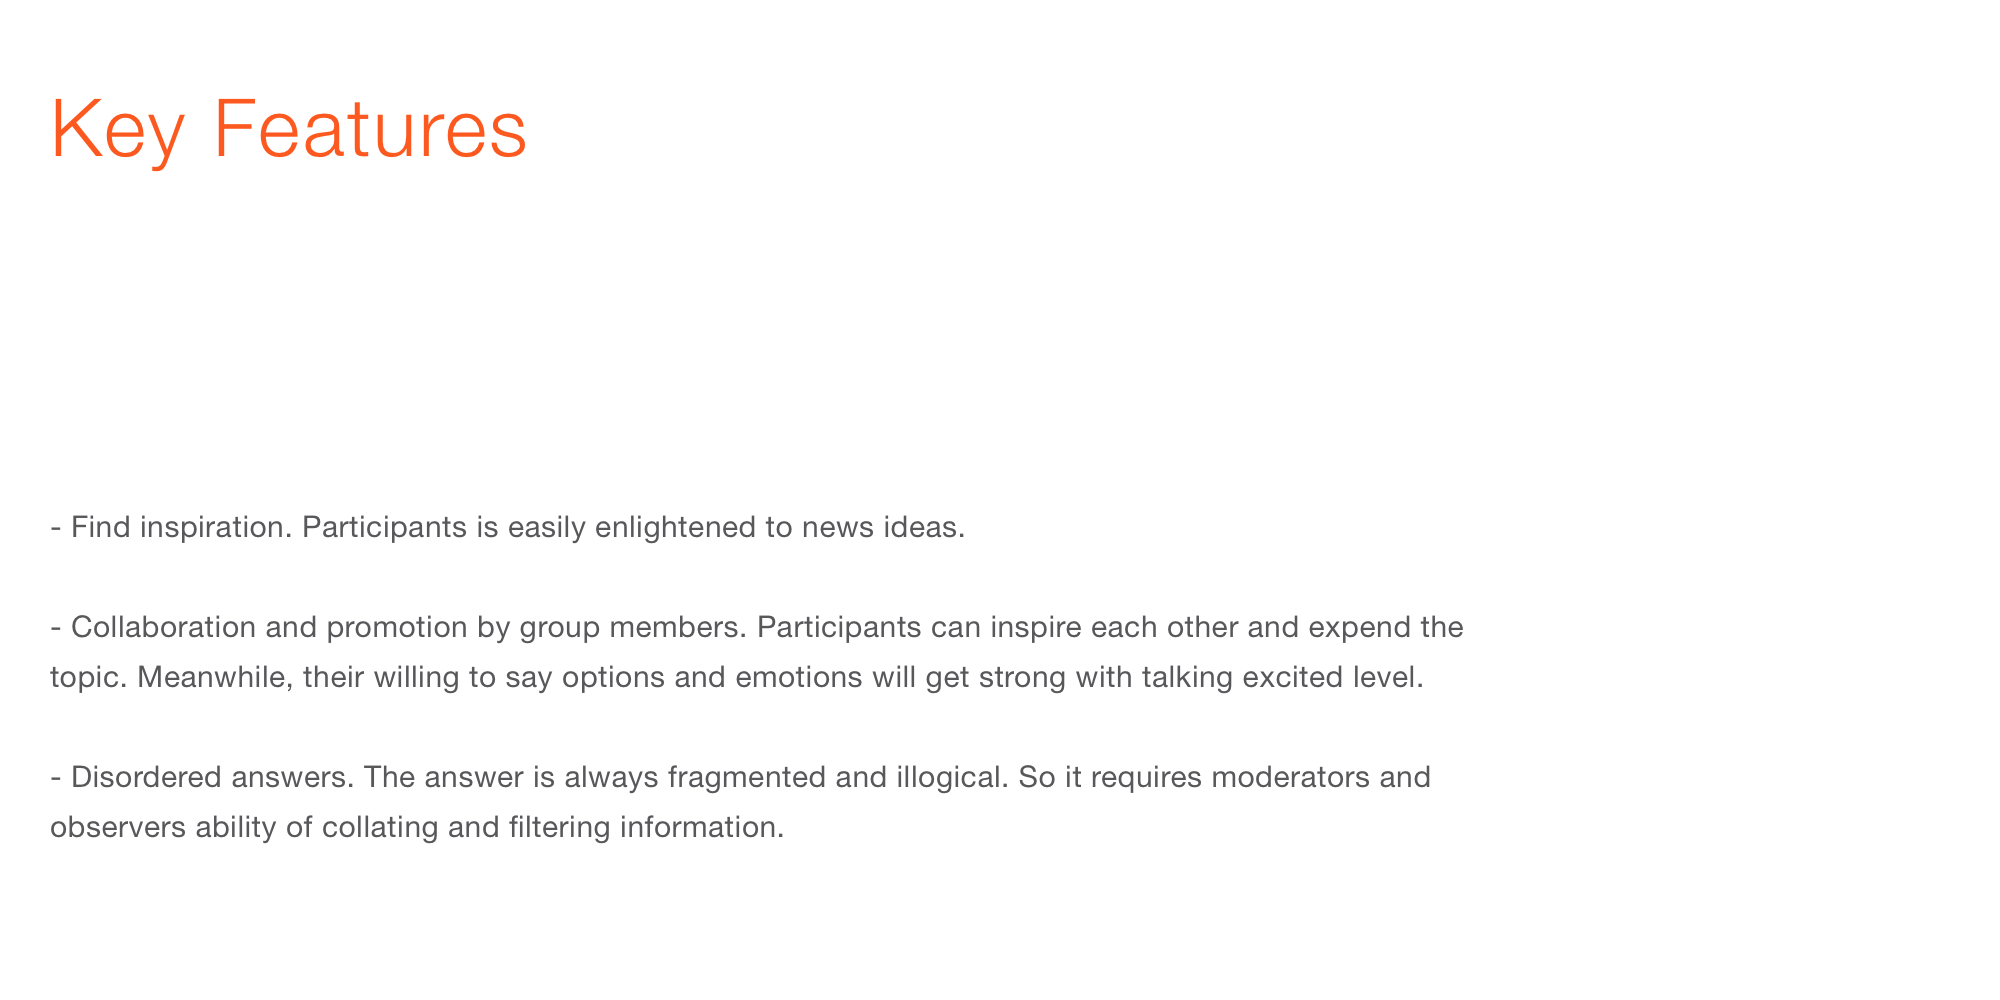 Key Features
- Find inspiration. Participants is easily enlightened to news ideas.
- Collaboration and promotion by group members. Participants can inspire each other and expend the
topic. Meanwhile, their willing to say options and emotions will get strong with talking excited level.
- Disordered answers. The answer is always fragmented and illogical. So it requires moderators and
observers ability of collating and filtering information.